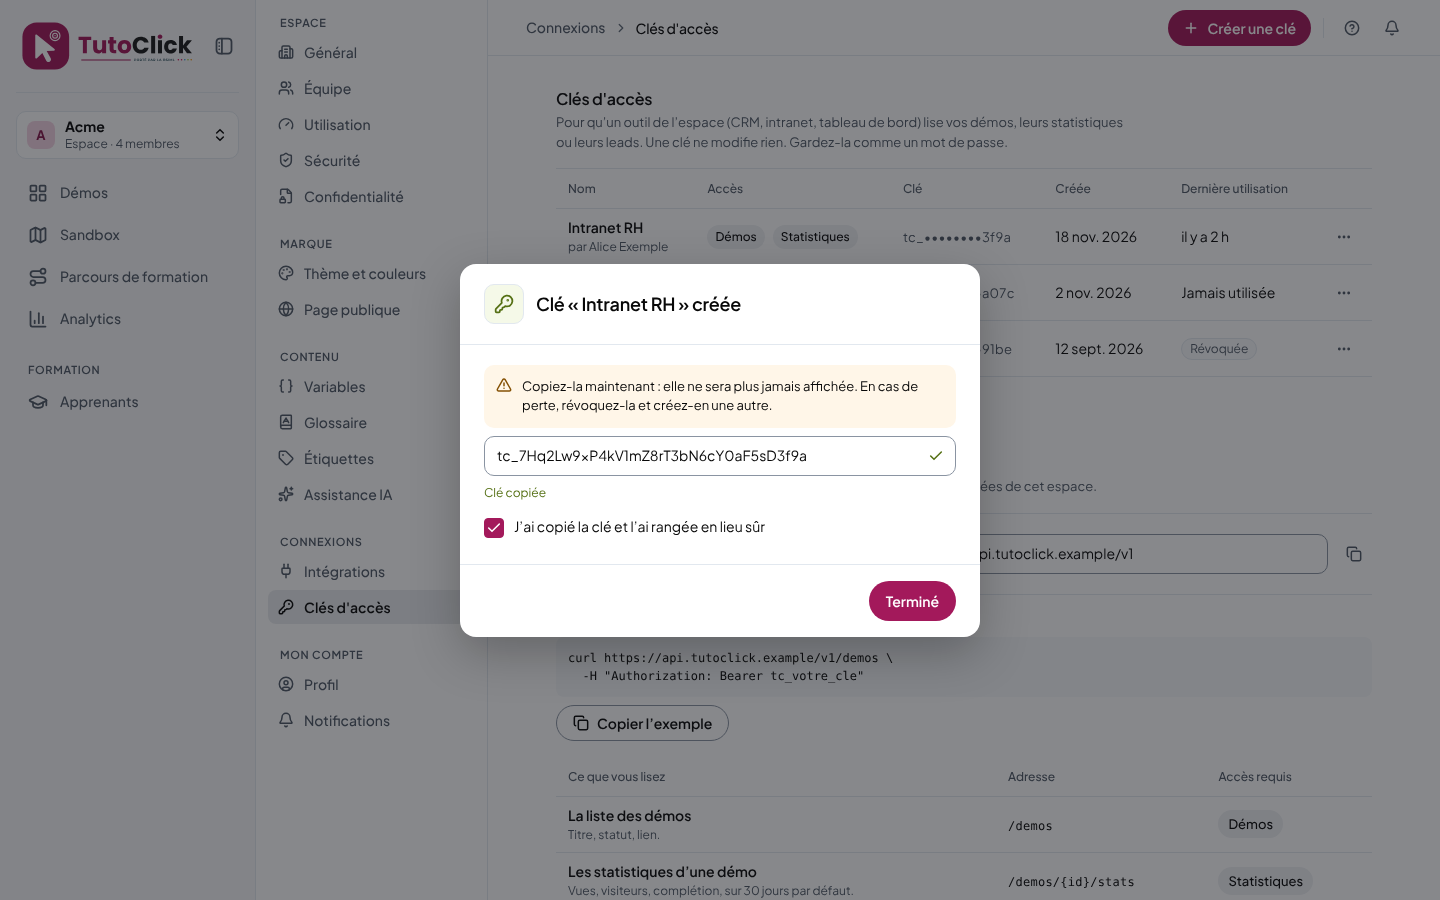 TutoClick
Acme
A
Espace · 4 membres
Démos
Sandbox
Parcours de formation
Analytics
FORMATION
Apprenants
ESPACE
Général
Équipe
Utilisation
Sécurité
Confidentialité
MARQUE
Thème et couleurs
Page publique
CONTENU
Variables
Glossaire
Étiquettes
Assistance IA
CONNEXIONS
Intégrations
Clés d'accès
MON COMPTE
Profil
Notifications
Connexions > Clés d'accès
+ Créer une clé
Clés d'accès
Pour qu’un outil de l’espace (CRM, intranet, tableau de bord) lise vos démos, leurs statistiques
ou leurs leads. Une clé ne modifie rien. Gardez-la comme un mot de passe.
Nom Accès Clé Créée Dernière utilisation
Intranet RH Démos Statistiques tc_••••••••3f9a 18 nov. 2026 il y a 2 h
par Alice Exemple
a07c 2 nov. 2026 Jamais utilisée
91be 12 sept. 2026 Révoquée
Clé « Intranet RH » créée
Copiez-la maintenant : elle ne sera plus jamais affichée. En cas de
perte, révoquez-la et créez-en une autre.
tc_7Hq2Lw9xP4kV1mZ8rT3bN6cY0aF5sD3f9a
Clé copiée
J’ai copié la clé et l’ai rangée en lieu sûr
Terminé
ées de cet espace.
pi.tutoclick.example/v1
curl https://api.tutoclick.example/v1/demos \
-H "Authorization: Bearer tc_votre_cle"
Copier l’exemple
Ce que vous lisez Adresse Accès requis
La liste des démos /demos Démos
Titre, statut, lien.
Les statistiques d’une démo /demos/{id}/stats Statistiques
Vues, visiteurs, complétion, sur 30 jours par défaut.